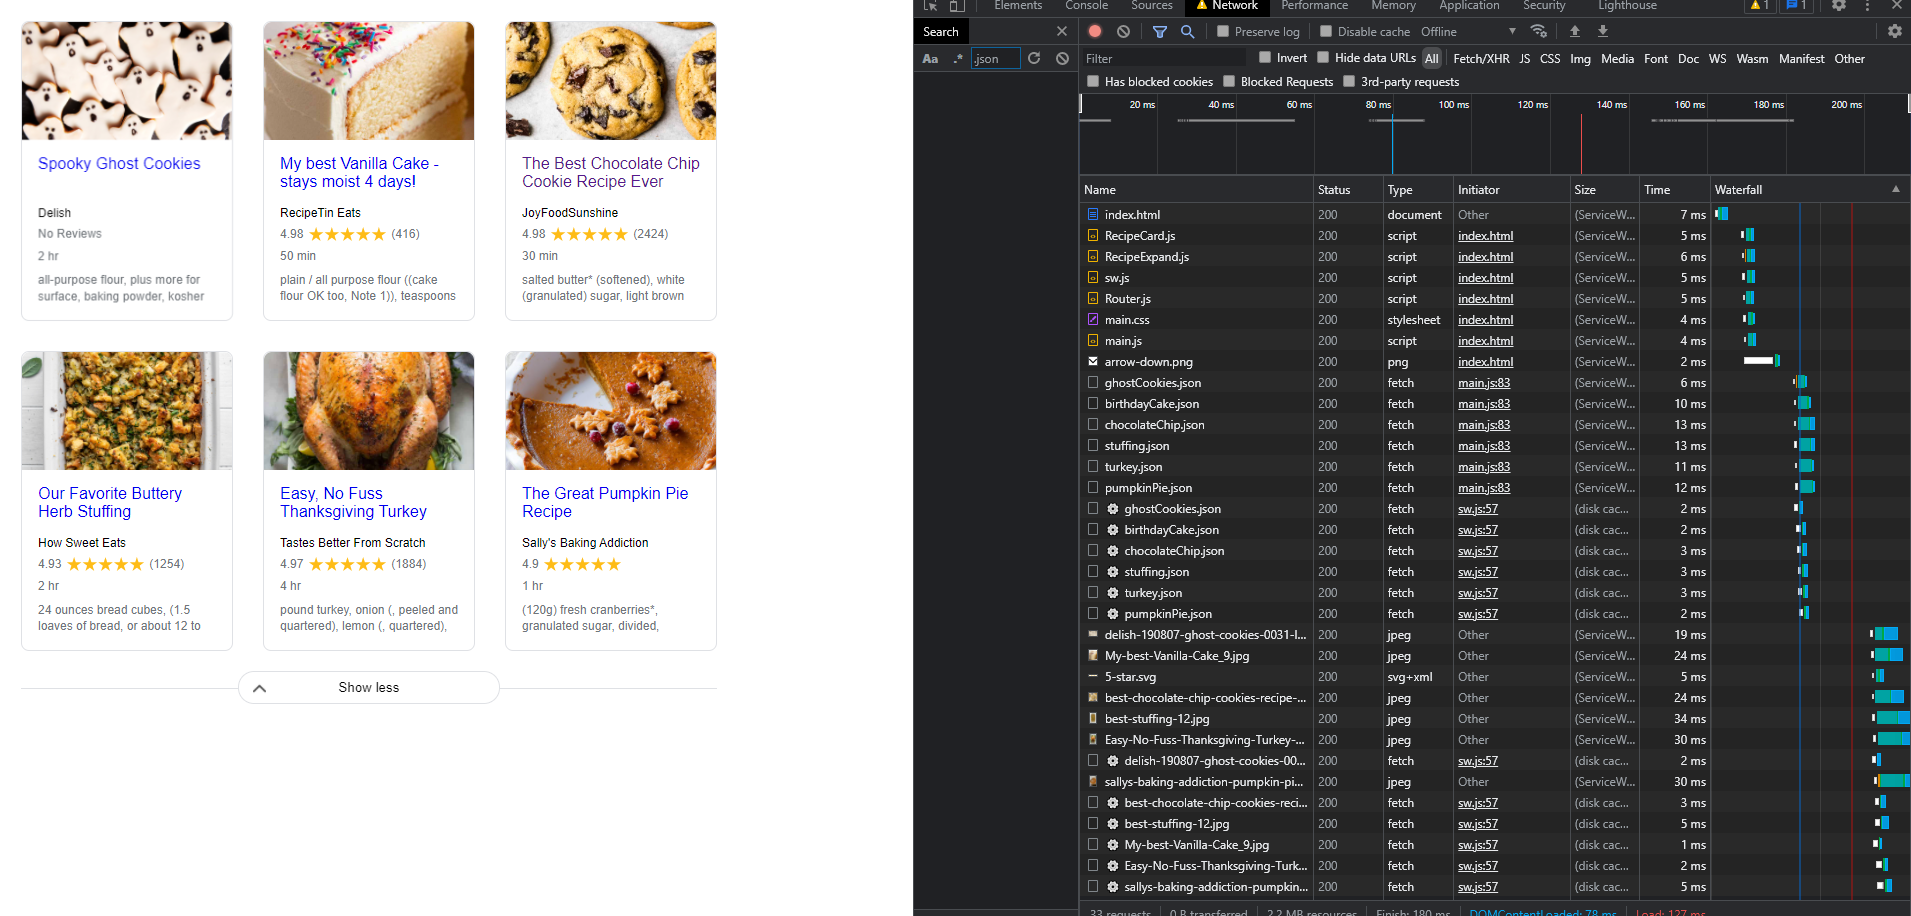 Spooky Ghost Cookies
Delish
No Reviews
2 hr
all-purpose flour, plus more for
surface, baking powder, kosher
My best Vanilla Cake -
stays moist 4 days!
RecipeTin Eats
4.98 ★★★★★ (416)
50 min
plain / all purpose flour ((cake
flour OK too, Note 1)), teaspoons
The Best Chocolate Chip
Cookie Recipe Ever
JoyFoodSunshine
4.98 ★★★★★ (2424)
30 min
salted butter* (softened), white
(granulated) sugar, light brown
Our Favorite Buttery
Herb Stuffing
How Sweet Eats
4.93 ★★★★★ (1254)
2 hr
24 ounces bread cubes, (1.5
loaves of bread, or about 12 to
Easy, No Fuss
Thanksgiving Turkey
Tastes Better From Scratch
4.97 ★★★★★ (1884)
4 hr
pound turkey, onion (, peeled and
quartered), lemon (, quartered),
The Great Pumpkin Pie
Recipe
Sally's Baking Addiction
4.9 ★★★★★
1 hr
(120g) fresh cranberries*,
granulated sugar, divided,
Show less
Elements Console Sources Network Performance Memory Application Security Lighthouse 1 1
Search
Aa .* .json
Preserve log Disable cache Offline
Filter Invert Hide data URLs All Fetch/XHR JS CSS Img Media Font Doc WS Wasm Manifest Other
Has blocked cookies Blocked Requests 3rd-party requests
20 ms 40 ms 60 ms 80 ms 100 ms 120 ms 140 ms 160 ms 180 ms 200 ms
Name Status Type Initiator Size Time Waterfall
index.html 200 document Other (ServiceW... 7 ms
RecipeCard.js 200 script index.html (ServiceW... 5 ms
RecipeExpand.js 200 script index.html (ServiceW... 6 ms
sw.js 200 script index.html (ServiceW... 5 ms
Router.js 200 script index.html (ServiceW... 5 ms
main.css 200 stylesheet index.html (ServiceW... 4 ms
main.js 200 script index.html (ServiceW... 4 ms
arrow-down.png 200 png index.html (ServiceW... 2 ms
ghostCookies.json 200 fetch main.js:83 (ServiceW... 6 ms
birthdayCake.json 200 fetch main.js:83 (ServiceW... 10 ms
chocolateChip.json 200 fetch main.js:83 (ServiceW... 13 ms
stuffing.json 200 fetch main.js:83 (ServiceW... 13 ms
turkey.json 200 fetch main.js:83 (ServiceW... 11 ms
pumpkinPie.json 200 fetch main.js:83 (ServiceW... 12 ms
ghostCookies.json 200 fetch sw.js:57 (disk cac... 2 ms
birthdayCake.json 200 fetch sw.js:57 (disk cac... 2 ms
chocolateChip.json 200 fetch sw.js:57 (disk cac... 3 ms
stuffing.json 200 fetch sw.js:57 (disk cac... 3 ms
turkey.json 200 fetch sw.js:57 (disk cac... 3 ms
pumpkinPie.json 200 fetch sw.js:57 (disk cac... 2 ms
delish-190807-ghost-cookies-0031-l... 200 jpeg Other (ServiceW... 19 ms
My-best-Vanilla-Cake_9.jpg 200 jpeg Other (ServiceW... 24 ms
5-star.svg 200 svg+xml Other (ServiceW... 5 ms
best-chocolate-chip-cookies-recipe-... 200 jpeg Other (ServiceW... 24 ms
best-stuffing-12.jpg 200 jpeg Other (ServiceW... 34 ms
Easy-No-Fuss-Thanksgiving-Turkey-... 200 jpeg Other (ServiceW... 30 ms
delish-190807-ghost-cookies-00... 200 fetch sw.js:57 (disk cac... 2 ms
sallys-baking-addiction-pumpkin-pi... 200 jpeg Other (ServiceW... 30 ms
best-chocolate-chip-cookies-reci... 200 fetch sw.js:57 (disk cac... 3 ms
best-stuffing-12.jpg 200 fetch sw.js:57 (disk cac... 5 ms
My-best-Vanilla-Cake_9.jpg 200 fetch sw.js:57 (disk cac... 1 ms
Easy-No-Fuss-Thanksgiving-Turk... 200 fetch sw.js:57 (disk cac... 2 ms
sallys-baking-addiction-pumpkin... 200 fetch sw.js:57 (disk cac... 5 ms
33 requests 0 B transferred 2.2 MB resources Finish: 180 ms DOMContentLoaded: 78 ms Load: 127 ms